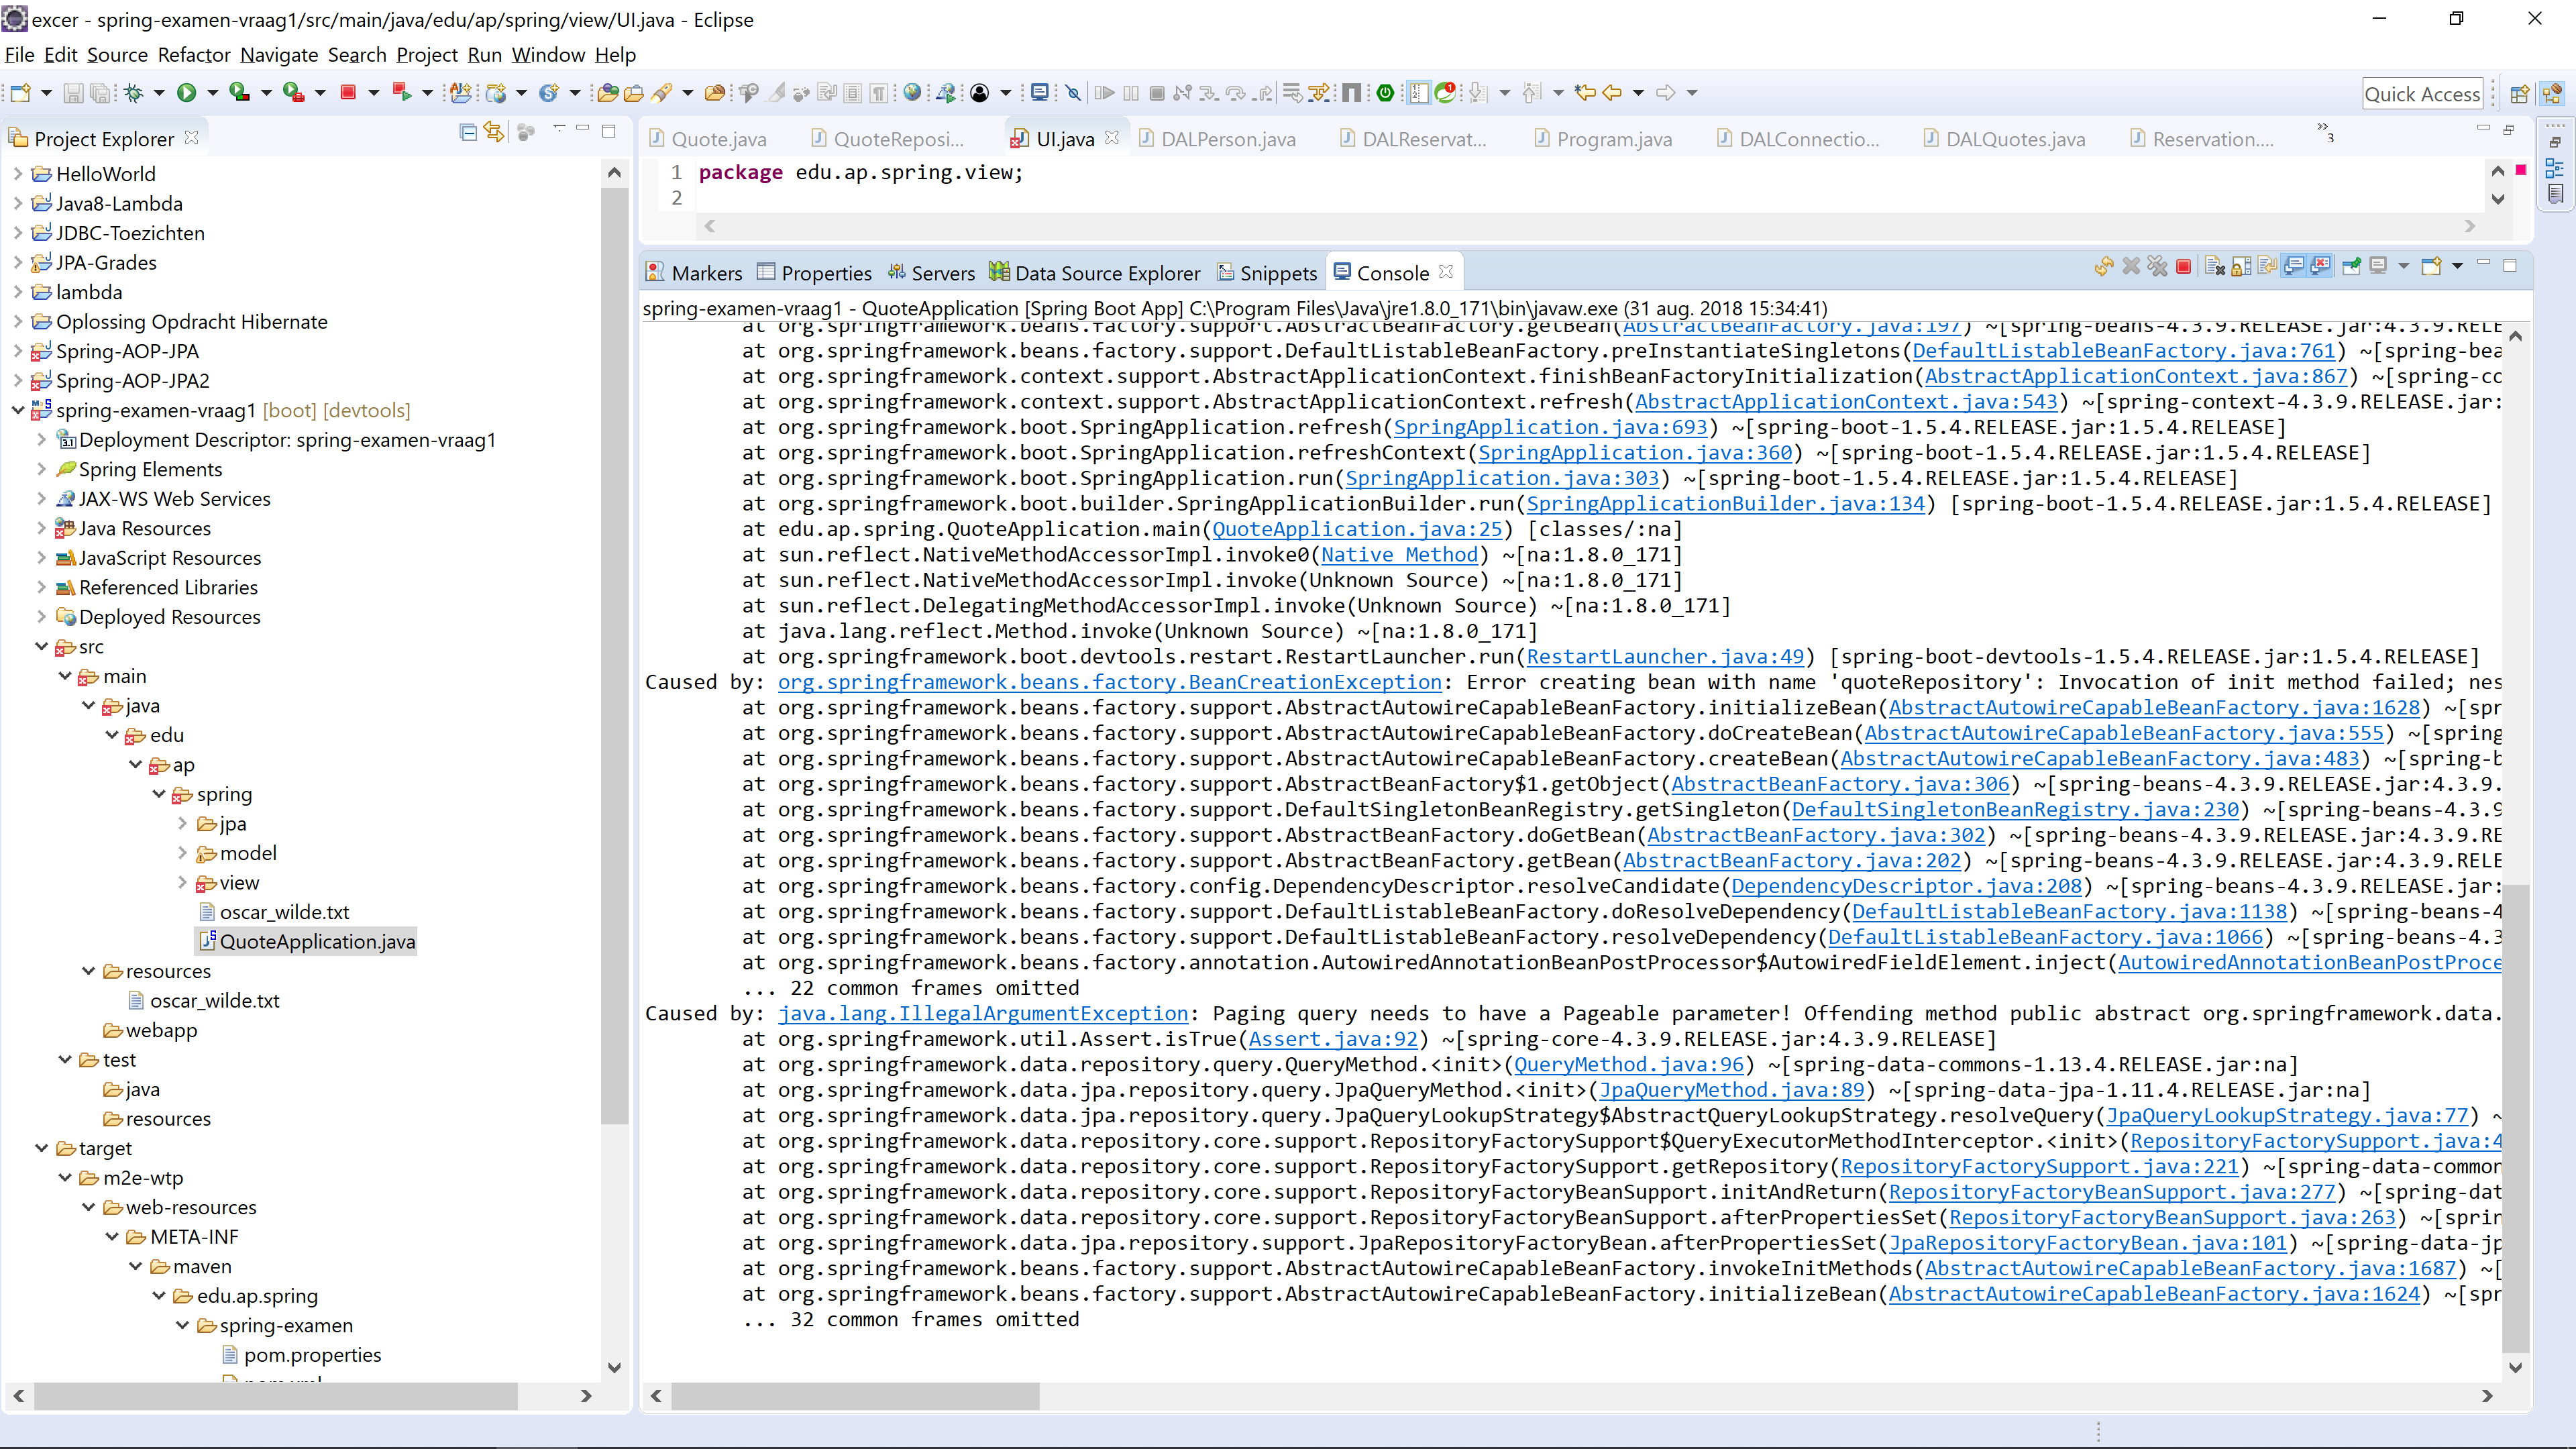 excer - spring-examen-vraag1/src/main/java/edu/ap/spring/view/UI.java - Eclipse
File Edit Source Refactor Navigate Search Project Run Window Help
Quick Access
Project Explorer
HelloWorld
Java8-Lambda
JDBC-Toezichten
JPA-Grades
lambda
Oplossing Opdracht Hibernate
Spring-AOP-JPA
Spring-AOP-JPA2
spring-examen-vraag1 [boot] [devtools]
Deployment Descriptor: spring-examen-vraag1
Spring Elements
JAX-WS Web Services
Java Resources
JavaScript Resources
Referenced Libraries
Deployed Resources
src
main
java
edu
ap
spring
jpa
model
view
oscar_wilde.txt
QuoteApplication.java
resources
oscar_wilde.txt
webapp
test
java
resources
target
m2e-wtp
web-resources
META-INF
maven
edu.ap.spring
spring-examen
pom.properties
Quote.java QuoteReposi... UI.java DALPerson.java DALReservat... Program.java DALConnectio... DALQuotes.java Reservation.... »3
1 package edu.ap.spring.view;
2
Markers Properties Servers Data Source Explorer Snippets Console
spring-examen-vraag1 - QuoteApplication [Spring Boot App] C:\Program Files\Java\jre1.8.0_171\bin\javaw.exe (31 aug. 2018 15:34:41)
at org.springframework.beans.factory.support.AbstractBeanFactory.getBean(AbstractBeanFactory.java:197) ~[spring-beans-4.3.9.RELEASE.jar:4.3.9.RELE
at org.springframework.beans.factory.support.DefaultListableBeanFactory.preInstantiateSingletons(DefaultListableBeanFactory.java:761) ~[spring-bea
at org.springframework.context.support.AbstractApplicationContext.finishBeanFactoryInitialization(AbstractApplicationContext.java:867) ~[spring-co
at org.springframework.context.support.AbstractApplicationContext.refresh(AbstractApplicationContext.java:543) ~[spring-context-4.3.9.RELEASE.jar:
at org.springframework.boot.SpringApplication.refresh(SpringApplication.java:693) ~[spring-boot-1.5.4.RELEASE.jar:1.5.4.RELEASE]
at org.springframework.boot.SpringApplication.refreshContext(SpringApplication.java:360) ~[spring-boot-1.5.4.RELEASE.jar:1.5.4.RELEASE]
at org.springframework.boot.SpringApplication.run(SpringApplication.java:303) ~[spring-boot-1.5.4.RELEASE.jar:1.5.4.RELEASE]
at org.springframework.boot.builder.SpringApplicationBuilder.run(SpringApplicationBuilder.java:134) [spring-boot-1.5.4.RELEASE.jar:1.5.4.RELEASE]
at edu.ap.spring.QuoteApplication.main(QuoteApplication.java:25) [classes/:na]
at sun.reflect.NativeMethodAccessorImpl.invoke0(Native Method) ~[na:1.8.0_171]
at sun.reflect.NativeMethodAccessorImpl.invoke(Unknown Source) ~[na:1.8.0_171]
at sun.reflect.DelegatingMethodAccessorImpl.invoke(Unknown Source) ~[na:1.8.0_171]
at java.lang.reflect.Method.invoke(Unknown Source) ~[na:1.8.0_171]
at org.springframework.boot.devtools.restart.RestartLauncher.run(RestartLauncher.java:49) [spring-boot-devtools-1.5.4.RELEASE.jar:1.5.4.RELEASE]
Caused by: org.springframework.beans.factory.BeanCreationException: Error creating bean with name 'quoteRepository': Invocation of init method failed; nes
at org.springframework.beans.factory.support.AbstractAutowireCapableBeanFactory.initializeBean(AbstractAutowireCapableBeanFactory.java:1628) ~[spr
at org.springframework.beans.factory.support.AbstractAutowireCapableBeanFactory.doCreateBean(AbstractAutowireCapableBeanFactory.java:555) ~[spring
at org.springframework.beans.factory.support.AbstractAutowireCapableBeanFactory.createBean(AbstractAutowireCapableBeanFactory.java:483) ~[spring-b
at org.springframework.beans.factory.support.AbstractBeanFactory$1.getObject(AbstractBeanFactory.java:306) ~[spring-beans-4.3.9.RELEASE.jar:4.3.9.
at org.springframework.beans.factory.support.DefaultSingletonBeanRegistry.getSingleton(DefaultSingletonBeanRegistry.java:230) ~[spring-beans-4.3.9
at org.springframework.beans.factory.support.AbstractBeanFactory.doGetBean(AbstractBeanFactory.java:302) ~[spring-beans-4.3.9.RELEASE.jar:4.3.9.RE
at org.springframework.beans.factory.support.AbstractBeanFactory.getBean(AbstractBeanFactory.java:202) ~[spring-beans-4.3.9.RELEASE.jar:4.3.9.RELE
at org.springframework.beans.factory.config.DependencyDescriptor.resolveCandidate(DependencyDescriptor.java:208) ~[spring-beans-4.3.9.RELEASE.jar:
at org.springframework.beans.factory.support.DefaultListableBeanFactory.doResolveDependency(DefaultListableBeanFactory.java:1138) ~[spring-beans-4
at org.springframework.beans.factory.support.DefaultListableBeanFactory.resolveDependency(DefaultListableBeanFactory.java:1066) ~[spring-beans-4.3
at org.springframework.beans.factory.annotation.AutowiredAnnotationBeanPostProcessor$AutowiredFieldElement.inject(AutowiredAnnotationBeanPostProce
... 22 common frames omitted
Caused by: java.lang.IllegalArgumentException: Paging query needs to have a Pageable parameter! Offending method public abstract org.springframework.data.
at org.springframework.util.Assert.isTrue(Assert.java:92) ~[spring-core-4.3.9.RELEASE.jar:4.3.9.RELEASE]
at org.springframework.data.repository.query.QueryMethod.<init>(QueryMethod.java:96) ~[spring-data-commons-1.13.4.RELEASE.jar:na]
at org.springframework.data.jpa.repository.query.JpaQueryMethod.<init>(JpaQueryMethod.java:89) ~[spring-data-jpa-1.11.4.RELEASE.jar:na]
at org.springframework.data.jpa.repository.query.JpaQueryLookupStrategy$AbstractQueryLookupStrategy.resolveQuery(JpaQueryLookupStrategy.java:77) ~
at org.springframework.data.repository.core.support.RepositoryFactorySupport$QueryExecutorMethodInterceptor.<init>(RepositoryFactorySupport.java:4
at org.springframework.data.repository.core.support.RepositoryFactorySupport.getRepository(RepositoryFactorySupport.java:221) ~[spring-data-common
at org.springframework.data.repository.core.support.RepositoryFactoryBeanSupport.initAndReturn(RepositoryFactoryBeanSupport.java:277) ~[spring-dat
at org.springframework.data.repository.core.support.RepositoryFactoryBeanSupport.afterPropertiesSet(RepositoryFactoryBeanSupport.java:263) ~[sprin
at org.springframework.data.jpa.repository.support.JpaRepositoryFactoryBean.afterPropertiesSet(JpaRepositoryFactoryBean.java:101) ~[spring-data-jp
at org.springframework.beans.factory.support.AbstractAutowireCapableBeanFactory.invokeInitMethods(AbstractAutowireCapableBeanFactory.java:1687) ~[
at org.springframework.beans.factory.support.AbstractAutowireCapableBeanFactory.initializeBean(AbstractAutowireCapableBeanFactory.java:1624) ~[spr
... 32 common frames omitted